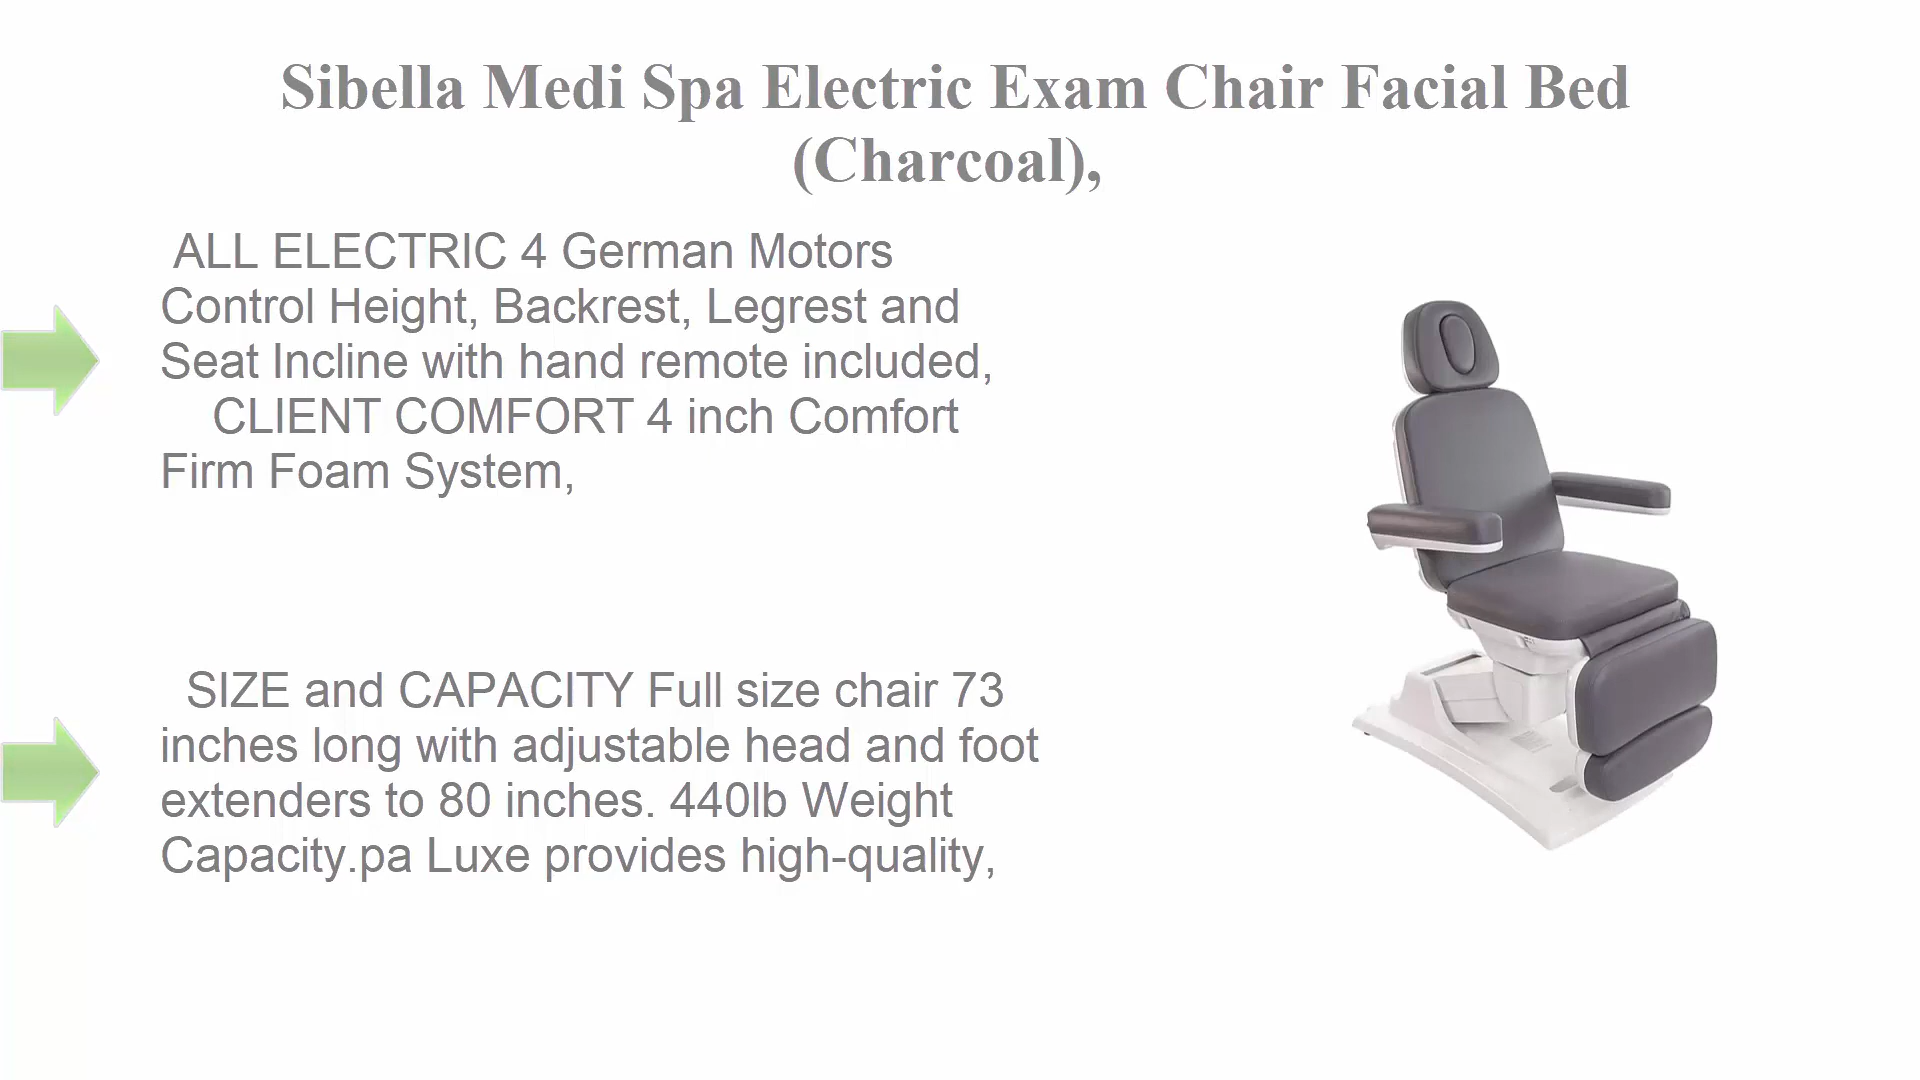 Sibella Medi Spa Electric Exam Chair Facial Bed
(Charcoal),
ALL ELECTRIC 4 German Motors
Control Height, Backrest, Legrest and
Seat Incline with hand remote included,
CLIENT COMFORT 4 inch Comfort
Firm Foam System,
SIZE and CAPACITY Full size chair 73
inches long with adjustable head and foot
extenders to 80 inches. 440lb Weight
Capacity.pa Luxe provides high-quality,